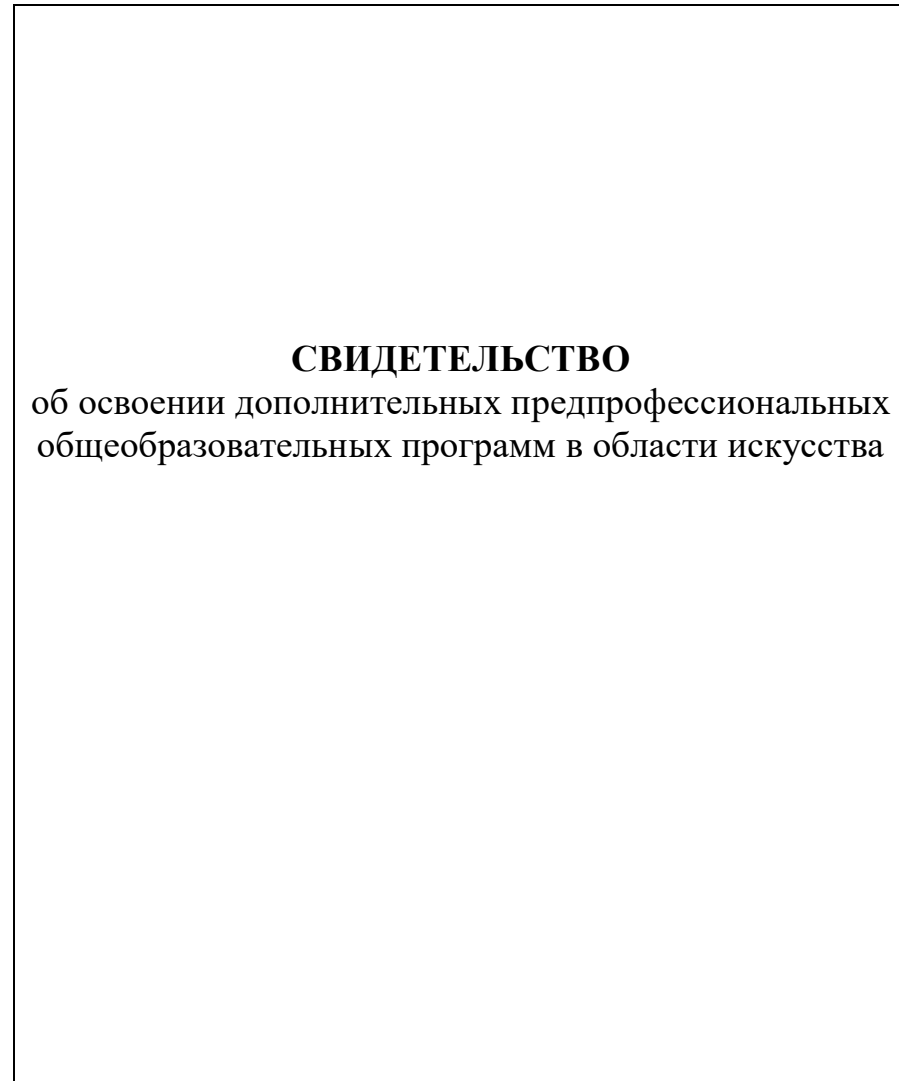 СВИДЕТЕЛЬСТВО
об освоении дополнительных предпрофессиональных
общеобразовательных программ в области искусства